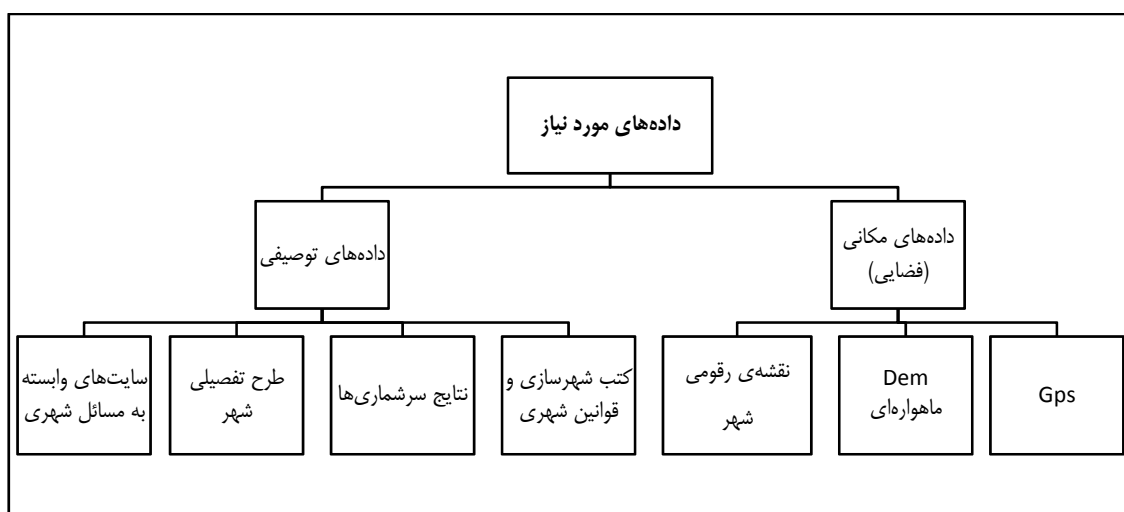 داده‌های مورد نیاز
داده‌های مکانی
(فضایی)
داده‌های توصیفی
Gps
Dem
ماهواره‌ای
نقشه‌ی رقومی
شهر
کتب شهرسازی و
قوانین شهری
نتایج سرشماری‌ها
طرح تفصیلی
شهر
سایت‌های وابسته
به مسائل شهری